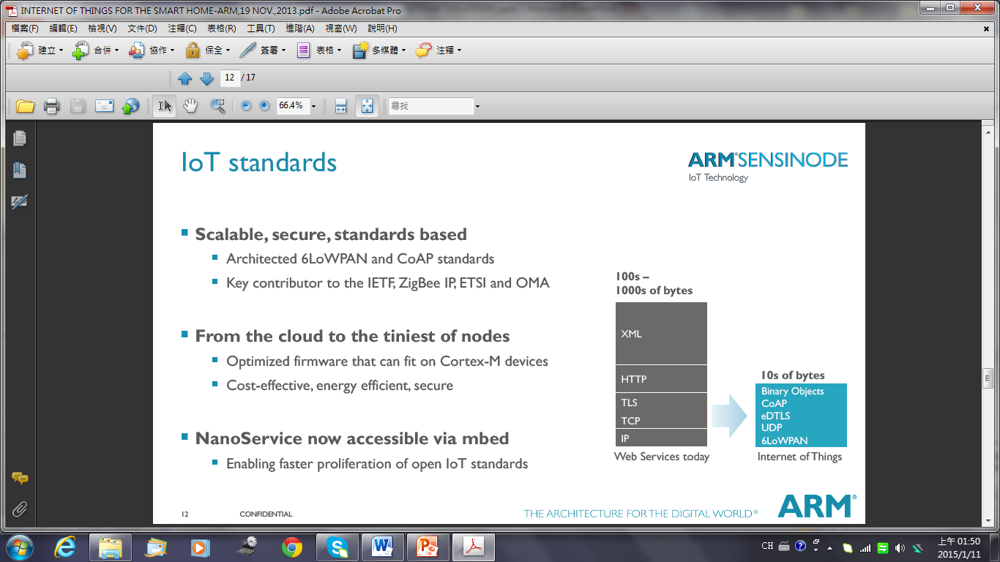 INTERNET OF THINGS FOR THE SMART HOME-ARM,19 NOV.,2013.pdf - Adobe Acrobat Pro
檔案(F) 編輯(E) 檢視(V) 文件(D) 注釋(C) 表格(R) 工具(T) 進階(A) 視窗(W) 說明(H)
建立 合併 協作 保全 簽署 表格 多媒體 注釋
12 / 17
66.4% 尋找
IoT standards
ARM®SENSINODE
IoT Technology
Scalable, secure, standards based
Architected 6LoWPAN and CoAP standards
Key contributor to the IETF, ZigBee IP, ETSI and OMA
From the cloud to the tiniest of nodes
Optimized firmware that can fit on Cortex-M devices
Cost-effective, energy efficient, secure
NanoService now accessible via mbed
Enabling faster proliferation of open IoT standards
100s –
1000s of bytes
XML
HTTP
TLS
TCP
IP
Web Services today
10s of bytes
Binary Objects
CoAP
eDTLS
UDP
6LoWPAN
Internet of Things
12 CONFIDENTIAL
THE ARCHITECTURE FOR THE DIGITAL WORLD®
ARM®
CH
上午 01:50
2015/1/11